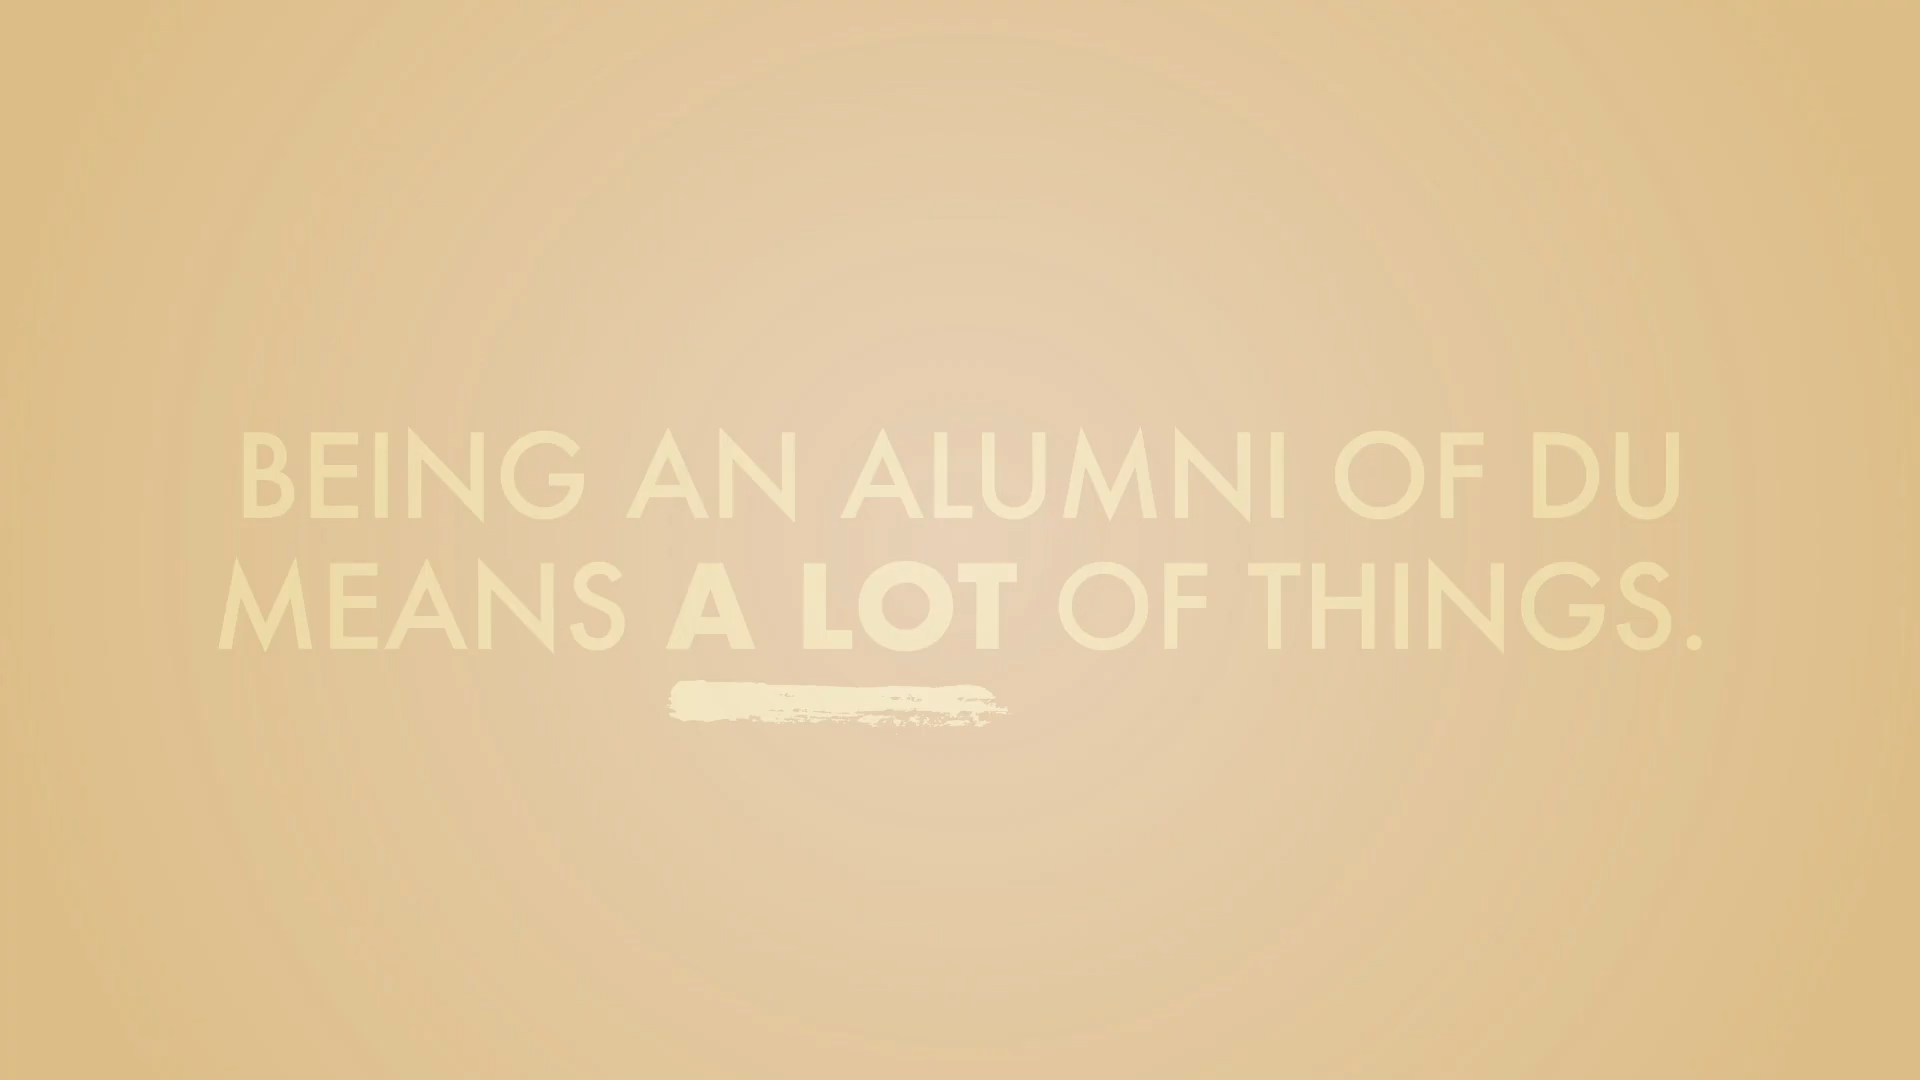 BEING AN ALUMNI OF DU
MEANS A LOT OF THINGS.